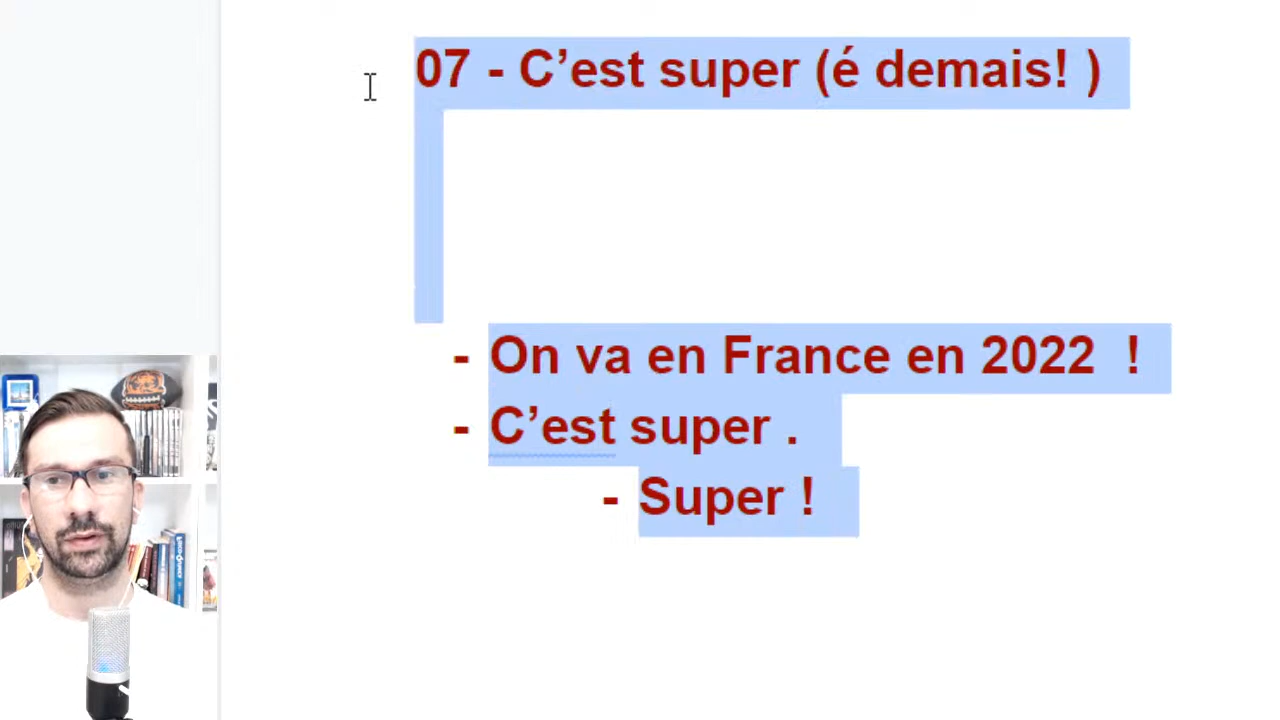 07 - C’est super (é demais! )
- On va en France en 2022 !
- C’est super .
- Super !